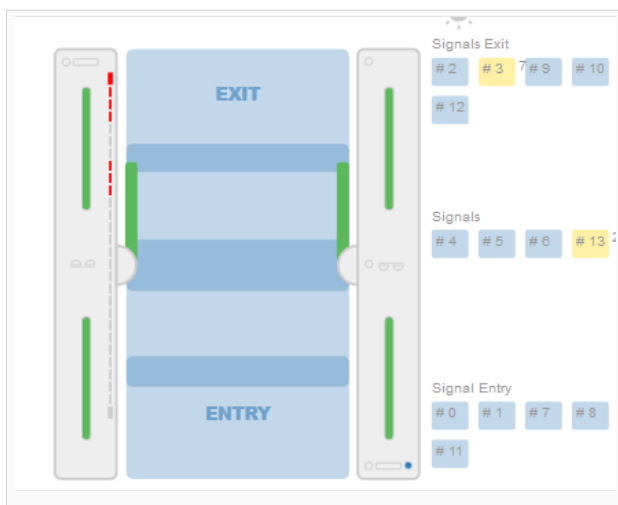 Signals Exit
# 2 # 3 7 # 9 # 10
EXIT
# 12
Signals
# 4 # 5 # 6 # 13 2
Signal Entry
ENTRY
# 0 # 1 # 7 # 8
# 11